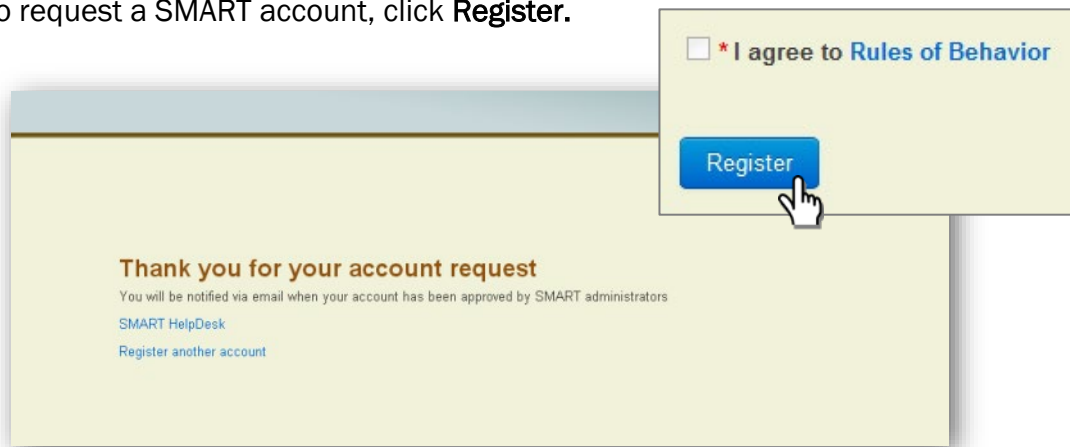 o request a SMART account, click Register.
* I agree to Rules of Behavior
Register
Thank you for your account request
You will be notified via email when your account has been approved by SMART administrators
SMART HelpDesk
Register another account